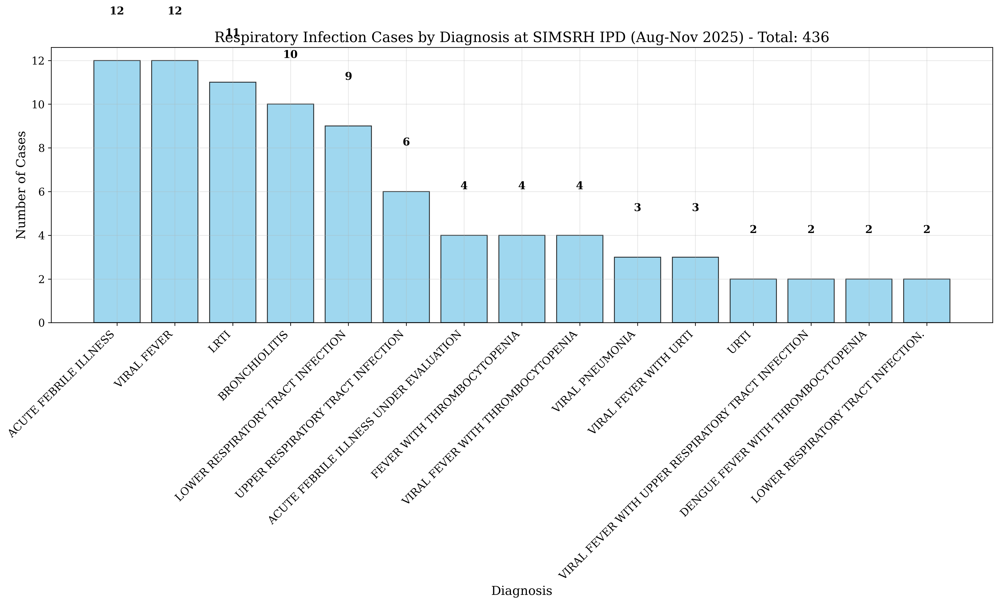 12
12
11
Respiratory Infection Cases by Diagnosis at SIMSRH IPD (Aug-Nov 2025) - Total: 436
10
9
6
4
4
4
3
3
2
2
2
2
12
10
8
6
4
2
0
Number of Cases
ACUTE FEBRILE ILLNESS
VIRAL FEVER
LRTI
BRONCHIOLITIS
LOWER RESPIRATORY TRACT INFECTION
UPPER RESPIRATORY TRACT INFECTION
ACUTE FEBRILE ILLNESS UNDER EVALUATION
FEVER WITH THROMBOCYTOPENIA
VIRAL FEVER WITH THROMBOCYTOPENIA
VIRAL PNEUMONIA
VIRAL FEVER WITH URTI
URTI
VIRAL FEVER WITH UPPER RESPIRATORY TRACT INFECTION
DENGUE FEVER WITH THROMBOCYTOPENIA
LOWER RESPIRATORY TRACT INFECTION.
Diagnosis